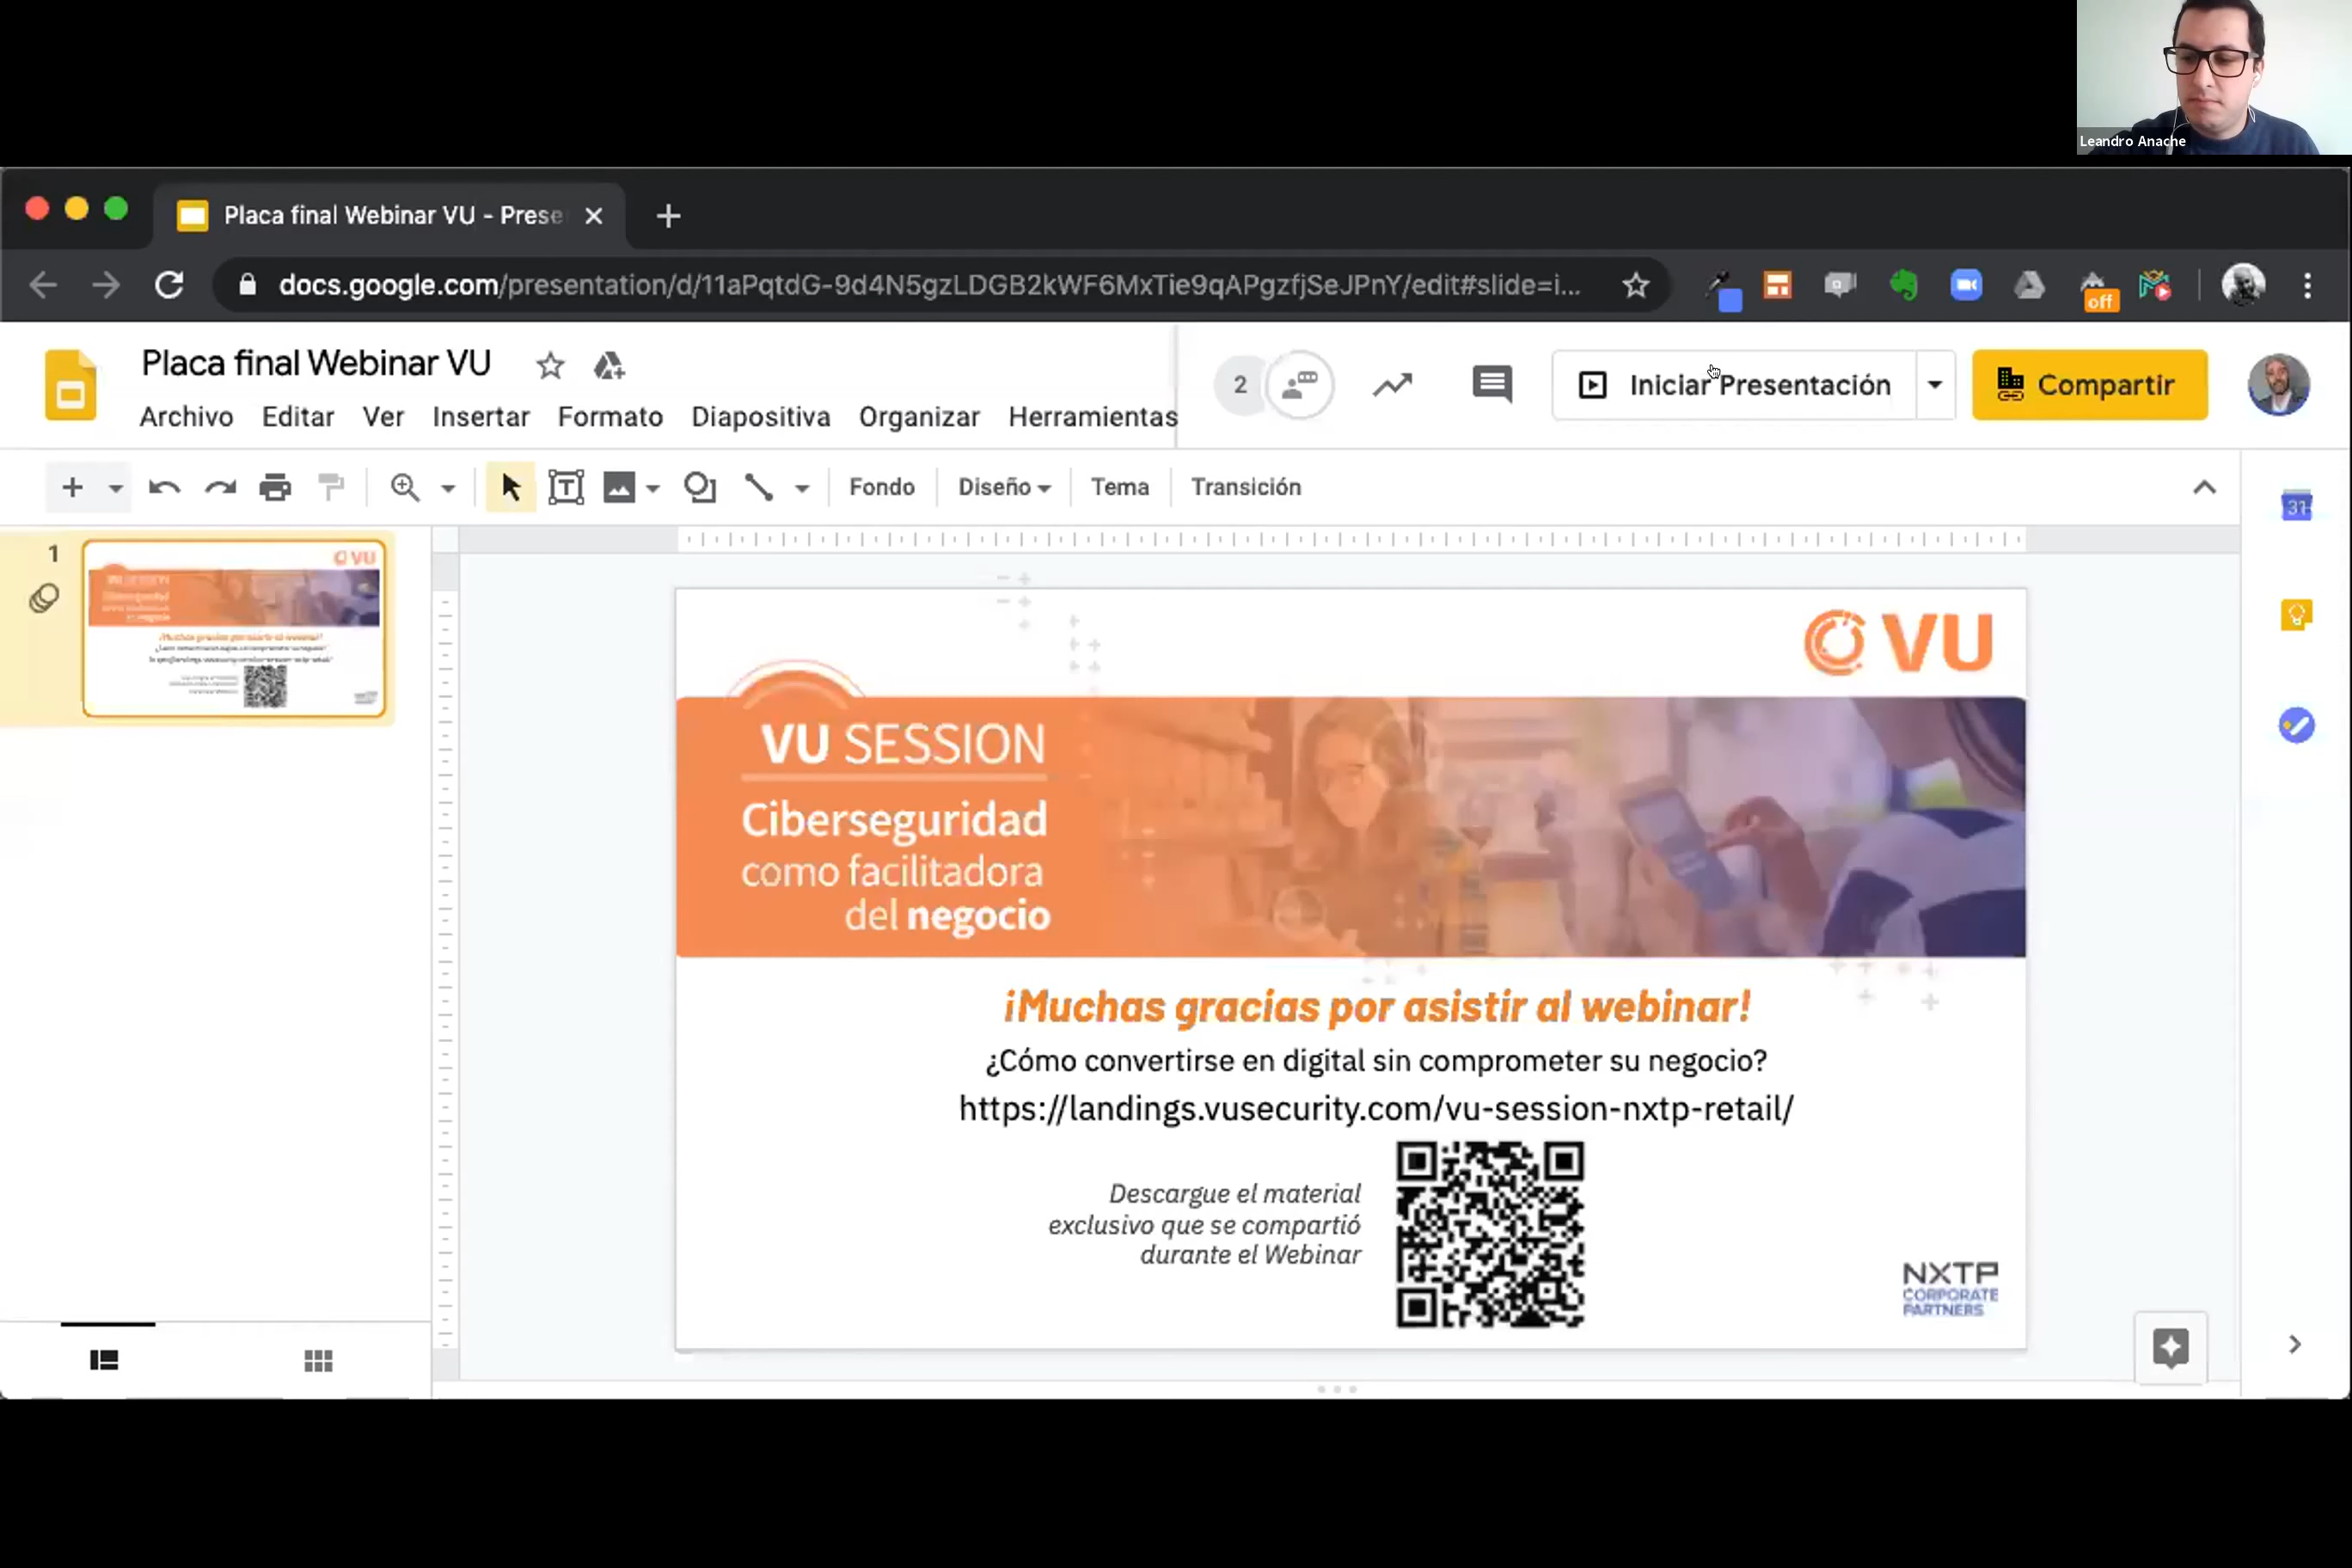 Leandro Anache
Placa final Webinar VU - Prese
docs.google.com/presentation/d/11aPqtdG-9d4N5gzLDGB2kWF6MxTie9qAPgzfjSeJPnY/edit#slide=i...
off
Placa final Webinar VU
2
Iniciar Presentación
Compartir
Archivo Editar Ver Insertar Formato Diapositiva Organizar Herramientas
Fondo Diseño Tema Transición
31
1
VU
VU
VU SESSION
Ciberseguridad
como facilitadora
del negocio
¡Muchas gracias por asistir al webinar!
¿Cómo convertirse en digital sin comprometer su negocio?
https://landings.vusecurity.com/vu-session-nxtp-retail/
Descargue el material
exclusivo que se compartió
durante el Webinar
NXTP
CORPORATE
PARTNERS